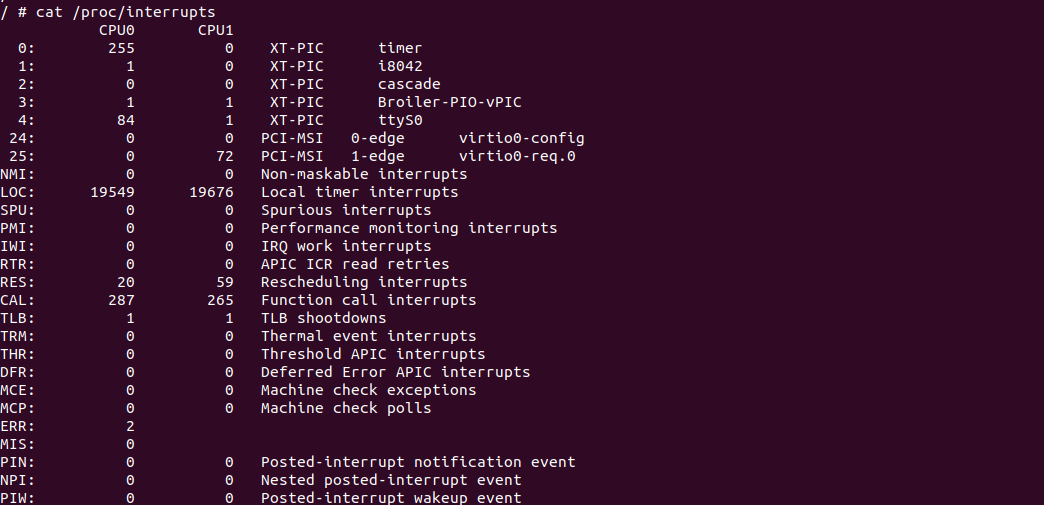 / # cat /proc/interrupts
CPU0 CPU1
0: 255 0 XT-PIC timer
1: 1 0 XT-PIC i8042
2: 0 0 XT-PIC cascade
3: 1 1 XT-PIC Broiler-PIO-vPIC
4: 84 1 XT-PIC ttyS0
24: 0 0 PCI-MSI 0-edge virtio0-config
25: 0 72 PCI-MSI 1-edge virtio0-req.0
NMI: 0 0 Non-maskable interrupts
LOC: 19549 19676 Local timer interrupts
SPU: 0 0 Spurious interrupts
PMI: 0 0 Performance monitoring interrupts
IWI: 0 0 IRQ work interrupts
RTR: 0 0 APIC ICR read retries
RES: 20 59 Rescheduling interrupts
CAL: 287 265 Function call interrupts
TLB: 1 1 TLB shootdowns
TRM: 0 0 Thermal event interrupts
THR: 0 0 Threshold APIC interrupts
DFR: 0 0 Deferred Error APIC interrupts
MCE: 0 0 Machine check exceptions
MCP: 0 0 Machine check polls
ERR: 2
MIS: 0
PIN: 0 0 Posted-interrupt notification event
NPI: 0 0 Nested posted-interrupt event
PIW: 0 0 Posted-interrupt wakeup event